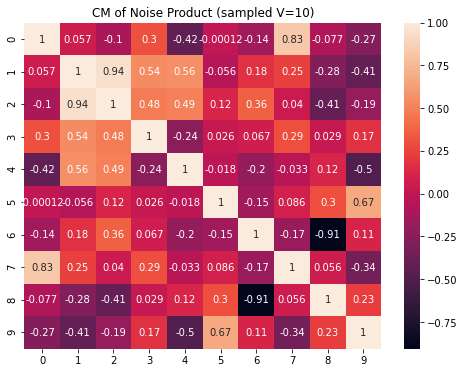 CM of Noise Product (sampled V=10)
0 1 0.057 -0.1 0.3 -0.42 -0.00012 -0.14 0.83 -0.077 -0.27
1 0.057 1 0.94 0.54 0.56 -0.056 0.18 0.25 -0.28 -0.41
2 -0.1 0.94 1 0.48 0.49 0.12 0.36 0.04 -0.41 -0.19
3 0.3 0.54 0.48 1 -0.24 0.026 0.067 0.29 0.029 0.17
4 -0.42 0.56 0.49 -0.24 1 -0.018 -0.2 -0.033 0.12 -0.5
5 -0.00012 -0.056 0.12 0.026 -0.018 1 -0.15 0.086 0.3 0.67
6 -0.14 0.18 0.36 0.067 -0.2 -0.15 1 -0.17 -0.91 0.11
7 0.83 0.25 0.04 0.29 -0.033 0.086 -0.17 1 0.056 -0.34
8 -0.077 -0.28 -0.41 0.029 0.12 0.3 -0.91 0.056 1 0.23
9 -0.27 -0.41 -0.19 0.17 -0.5 0.67 0.11 -0.34 0.23 1
0 1 2 3 4 5 6 7 8 9
1.00
0.75
0.50
0.25
0.00
−0.25
−0.50
−0.75